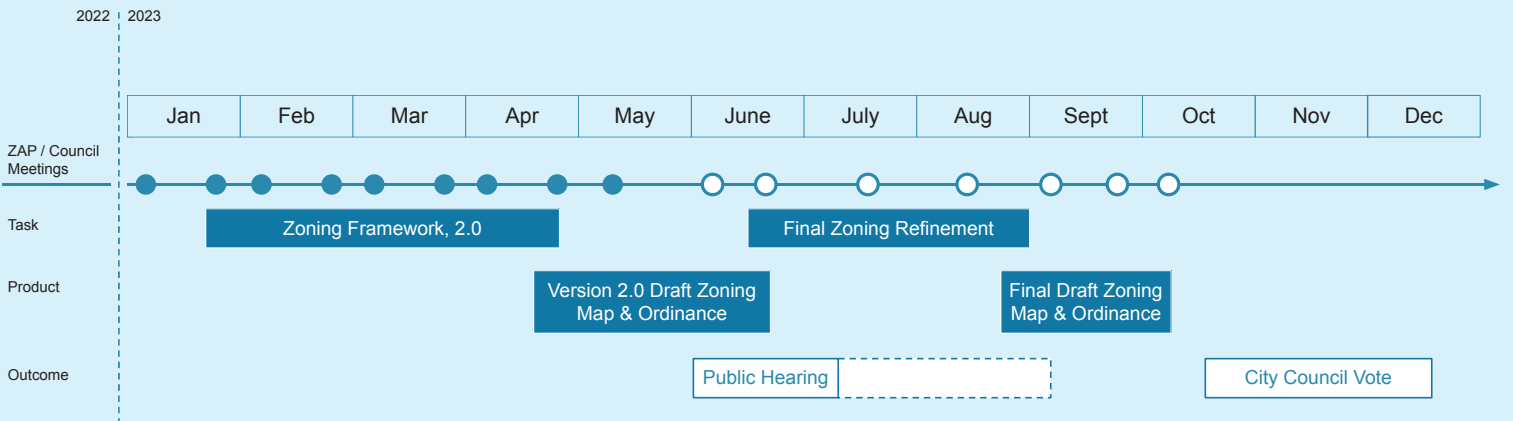 2022 2023
Jan Feb Mar Apr May June July Aug Sept Oct Nov Dec
ZAP / Council
Meetings
Task
Zoning Framework, 2.0
Final Zoning Refinement
Product
Version 2.0 Draft Zoning
Map & Ordinance
Final Draft Zoning
Map & Ordinance
Outcome
Public Hearing
City Council Vote